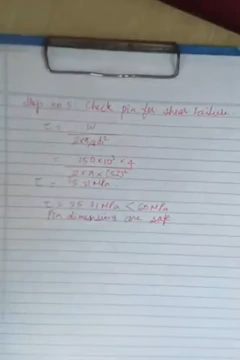 Step no 5 : Check pin for shear failure
τ = W
2×π/4 d²
= 150×10³ × 4
2 × π × (52)²
τ = 35.31 MPa
τ = 35.31 MPa < 60 MPa
Pin dimensions are safe